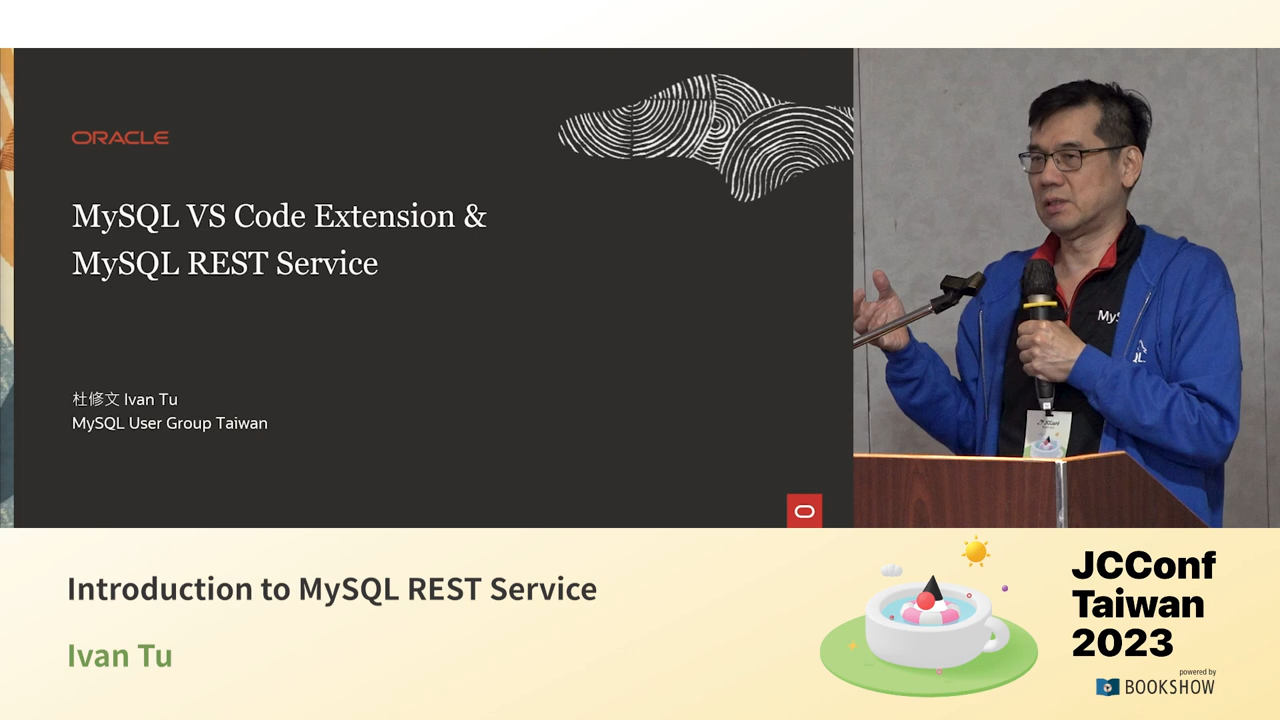 ORACLE
MySQL VS Code Extension &
MySQL REST Service
杜修文 Ivan Tu
MySQL User Group Taiwan
Introduction to MySQL REST Service
Ivan Tu
JCConf
Taiwan
2023
powered by
BOOKSHOW